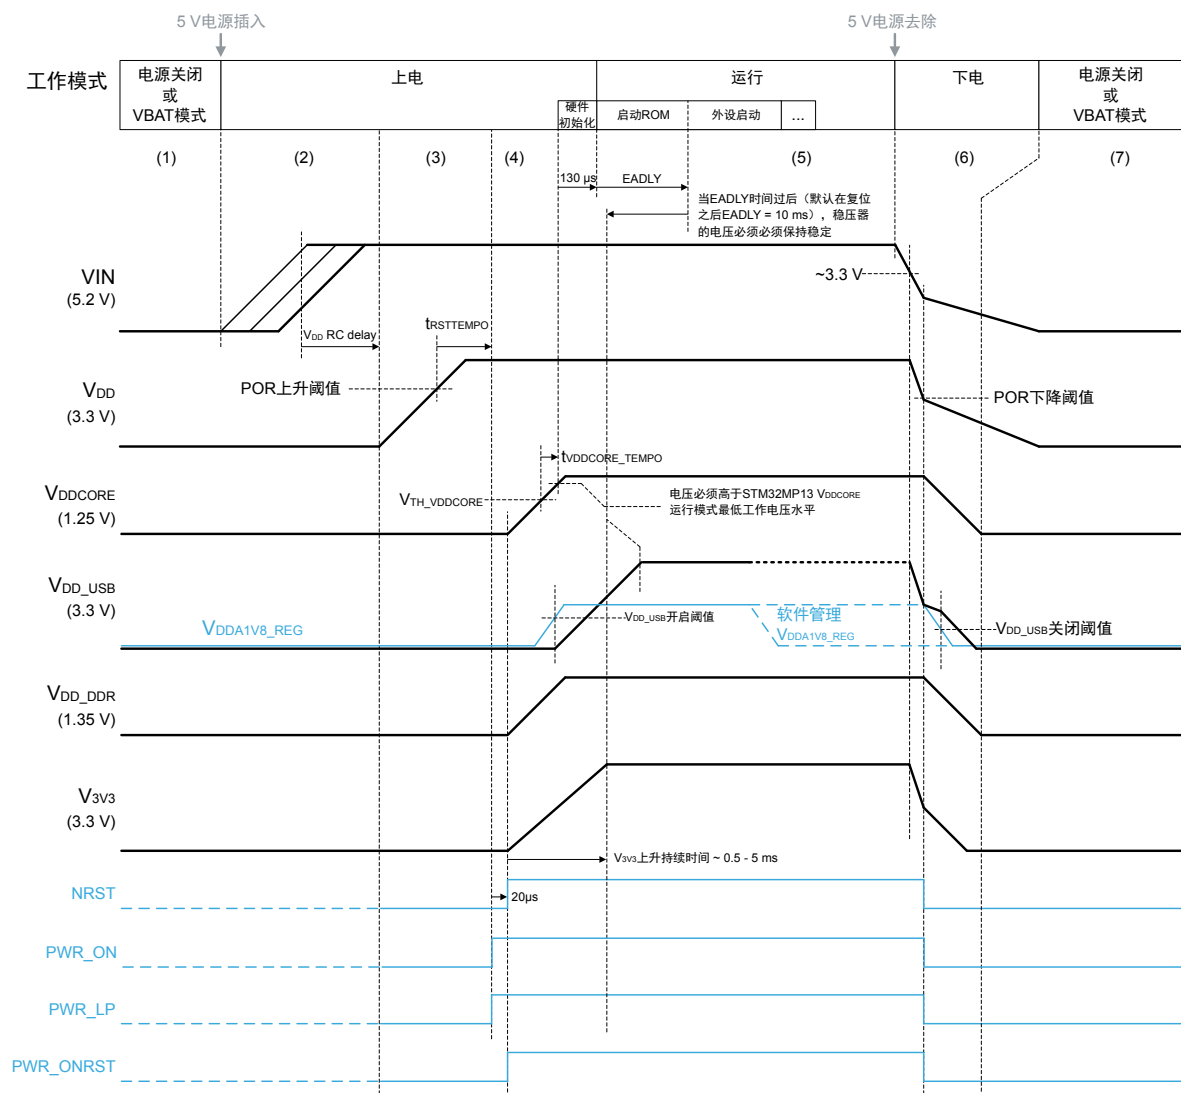 5 V电源插入
5 V电源去除
工作模式
电源关闭
或
VBAT模式
上电
运行
下电
电源关闭
或
VBAT模式
硬件
初始化
启动ROM
外设启动
...
(1)
(2)
(3)
(4)
(5)
(6)
(7)
130 µs
EADLY
当EADLY时间过后（默认在复位
之后EADLY = 10 ms），稳压器
的电压必须必须保持稳定
VIN
(5.2 V)
~3.3 V
VDD RC delay
tRSTTEMPO
VDD
(3.3 V)
POR上升阈值
POR下降阈值
tVDDCORE_TEMPO
VDDCORE
(1.25 V)
VTH_VDDCORE
电压必须高于STM32MP13 VDDCORE
运行模式最低工作电压水平
VDD_USB
(3.3 V)
VDDA1V8_REG
VDD_USB开启阈值
软件管理
VDDA1V8_REG
VDD_USB关闭阈值
VDD_DDR
(1.35 V)
V3V3
(3.3 V)
V3V3上升持续时间 ~ 0.5 - 5 ms
NRST
20µs
PWR_ON
PWR_LP
PWR_ONRST